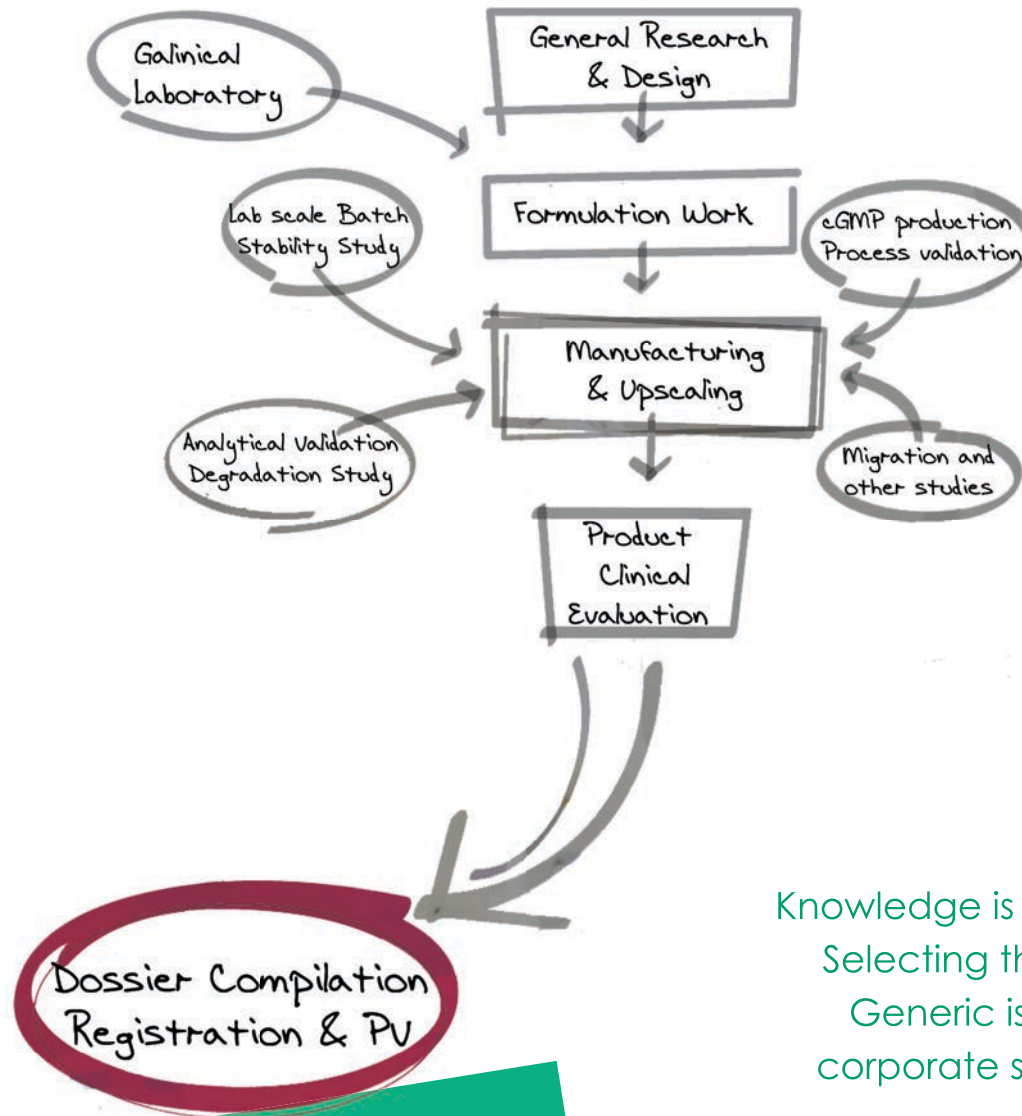 Galinical
Laboratory
General Research
& Design
Lab scale Batch
Stability Study
Formulation Work
cGMP production
Process validation
Manufacturing
& Upscaling
Analytical Validation
Degradation Study
Migration and
other studies
Product
Clinical
Evaluation
Dossier Compilation
Registration & PV
Knowledge is
Selecting th
Generic is
corporate s